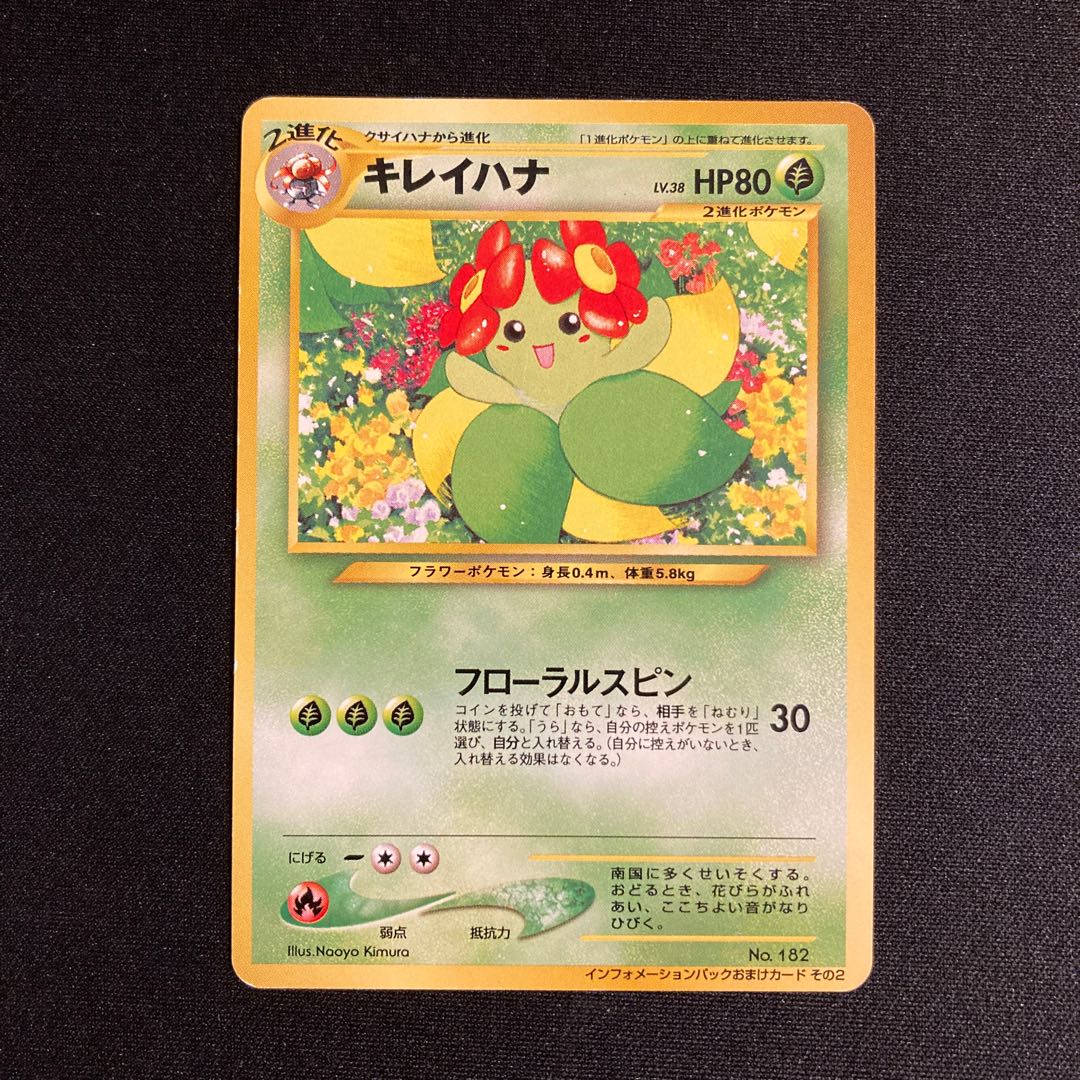 2進化
クサイハナから進化
「1進化ポケモン」の上に重ねて進化させます。
キレイハナ
LV.38 HP80
2進化ポケモン
フラワーポケモン：身長0.4m、体重5.8kg
フローラルスピン
コインを投げて「おもて」なら、相手を「ねむり」
状態にする。「うら」なら、自分の控えポケモンを1匹
選び、自分と入れ替える。（自分に控えがいないとき、
入れ替える効果はなくなる。）
30
にげる
弱点
抵抗力
南国に多くせいそくする。
おどるとき、花びらがふれ
あい、ここちよい音がなり
ひびく。
Illus.Naoyo Kimura
No. 182
インフォメーションパックおまけカード その2